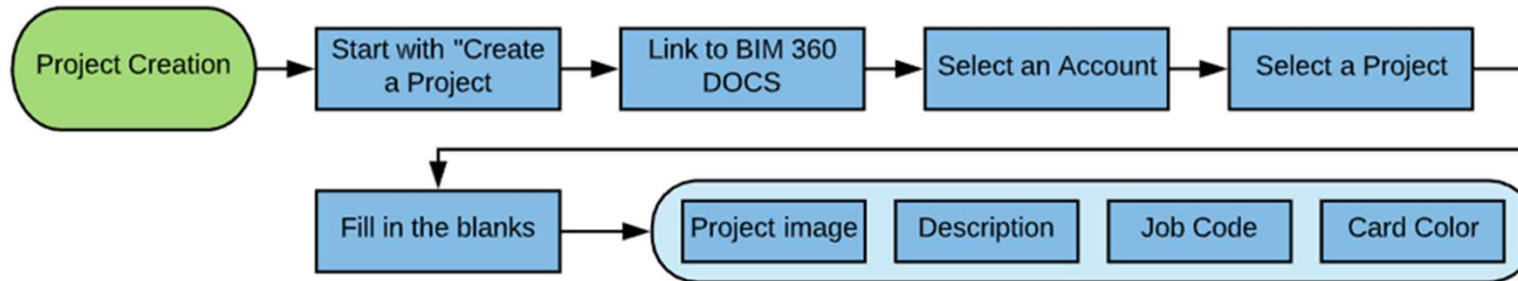 Project Creation
Start with "Create
a Project
Link to BIM 360
DOCS
Select an Account
Select a Project
Fill in the blanks
Project image
Description
Job Code
Card Color